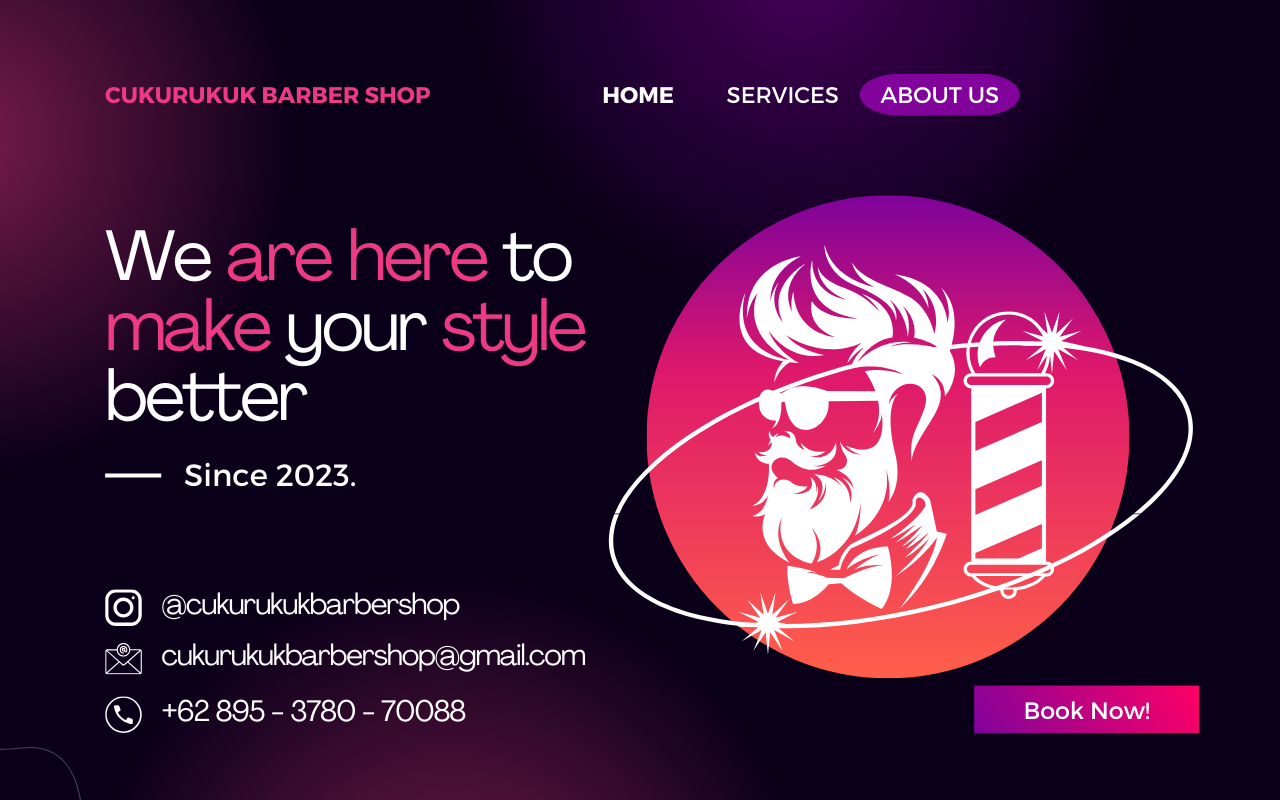 CUKURUKUK BARBER SHOP
HOME
SERVICES
ABOUT US
We are here to
make your style
better
Since 2023.
@cukurukukbarbershop
cukurukukbarbershop@gmail.com
+62 895 - 3780 - 70088
Book Now!